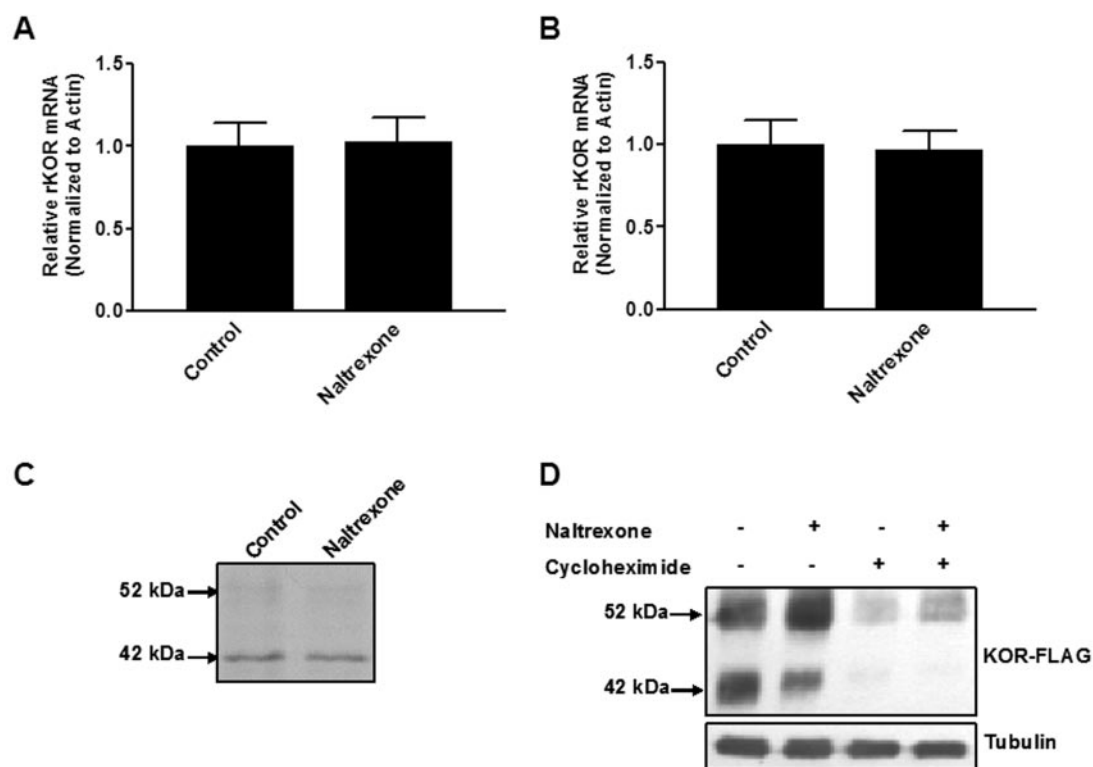 A
Relative rKOR mRNA
(Normalized to Actin)
1.5
1.0
0.5
0.0
Control
Naltrexone
B
Relative rKOR mRNA
(Normalized to Actin)
1.5
1.0
0.5
0.0
Control
Naltrexone
C
Control
Naltrexone
52 kDa
42 kDa
D
Naltrexone - + - +
Cycloheximide - - + +
52 kDa
42 kDa
KOR-FLAG
Tubulin